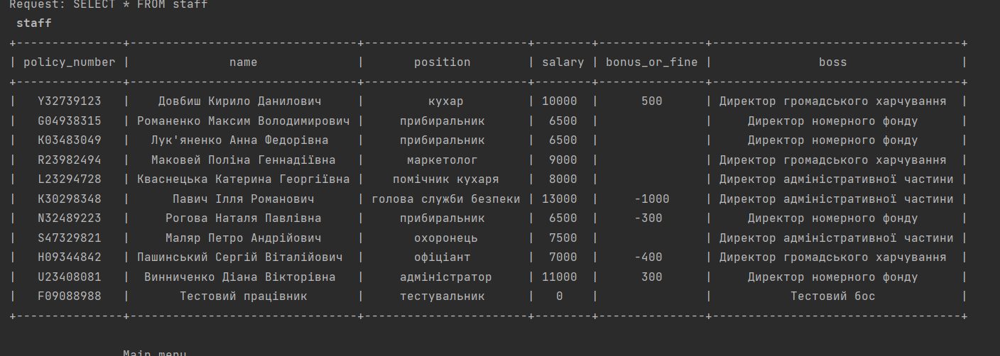 Request: SELECT * FROM staff
staff
+---------------+--------------------------------+-----------------------+--------+---------------+-----------------------------------+
| policy_number | name | position | salary | bonus_or_fine | boss |
+---------------+--------------------------------+-----------------------+--------+---------------+-----------------------------------+
| Y32739123 | Довбиш Кирило Данилович | кухар | 10000 | 500 | Директор громадського харчування |
| G04938315 | Романенко Максим Володимирович | прибиральник | 6500 | | Директор номерного фонду |
| K03483049 | Лук'яненко Анна Федорівна | прибиральник | 6500 | | Директор номерного фонду |
| R23982494 | Маковей Поліна Геннадіївна | маркетолог | 9000 | | Директор громадського харчування |
| L23294728 | Кваснецька Катерина Георгіївна | помічник кухаря | 8000 | | Директор адміністративної частини |
| K30298348 | Павич Ілля Романович | голова служби безпеки | 13000 | -1000 | Директор адміністративної частини |
| N32489223 | Рогова Наталя Павлівна | прибиральник | 6500 | -300 | Директор номерного фонду |
| S47329821 | Маляр Петро Андрійович | охоронець | 7500 | | Директор адміністративної частини |
| H09344842 | Пашинський Сергій Віталійович | офіціант | 7000 | -400 | Директор громадського харчування |
| U23408081 | Винниченко Діана Вікторівна | адміністратор | 11000 | 300 | Директор номерного фонду |
| F09088988 | Тестовий працівник | тестувальник | 0 | | Тестовий бос |
+---------------+--------------------------------+-----------------------+--------+---------------+-----------------------------------+
Main menu